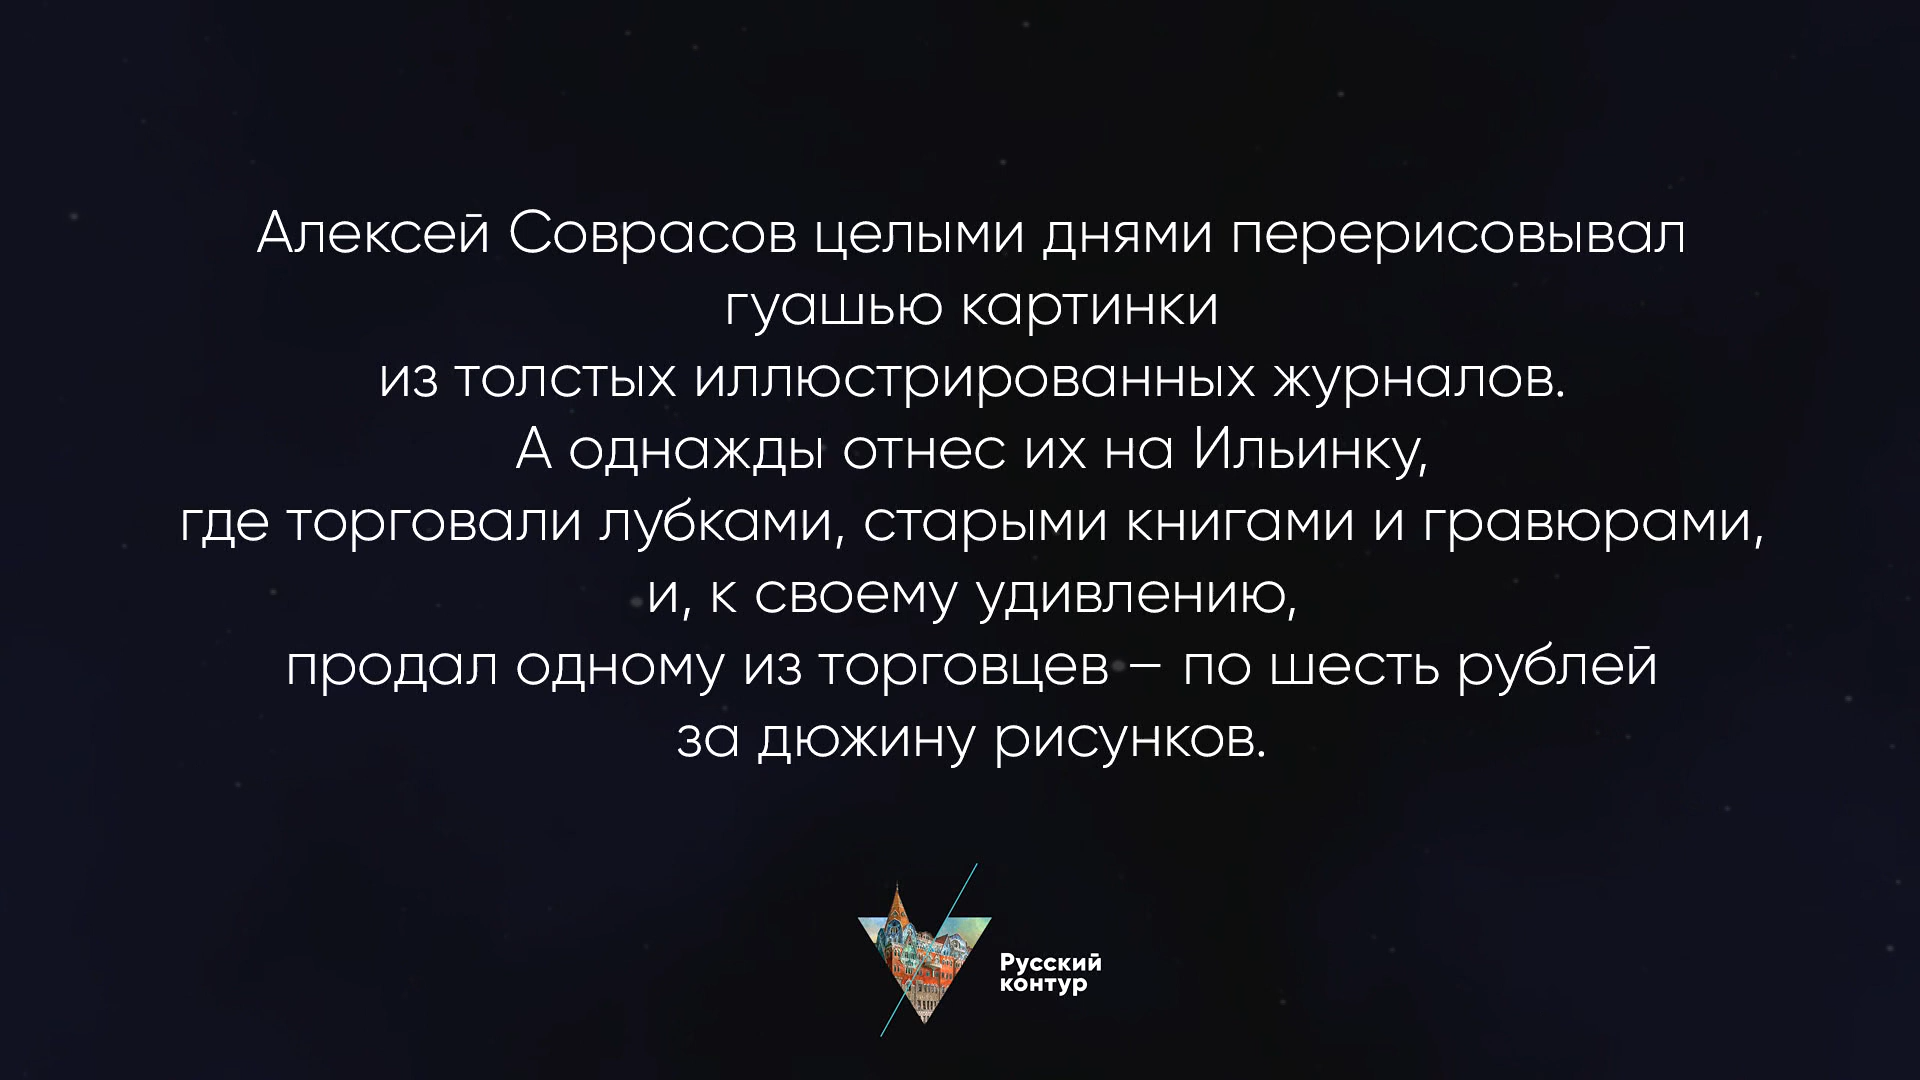 Алексей Соврасов целыми днями перерисовывал
гуашью картинки
из толстых иллюстрированных журналов.
А однажды отнес их на Ильинку,
где торговали лубками, старыми книгами и гравюрами,
и, к своему удивлению,
продал одному из торговцев – по шесть рублей
за дюжину рисунков.
Русский
контур